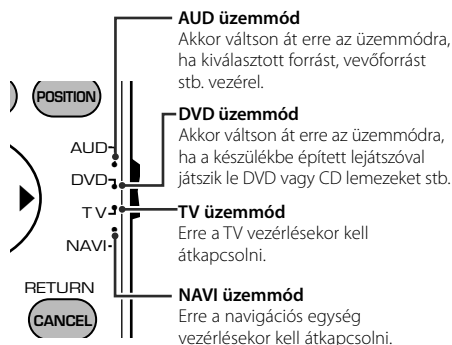 AUD üzemmód
Akkor váltson át erre az üzemmódra,
ha kiválasztott forrást, vevőforrást
stb. vezérel.
DVD üzemmód
Akkor váltson át erre az üzemmódra,
ha a készülékbe épített lejátszóval
játszik le DVD vagy CD lemezeket stb.
TV üzemmód
Erre a TV vezérlésekor kell
átkapcsolni.
NAVI üzemmód
Erre a navigációs egység
vezérlésekor kell átkapcsolni.
POSITION
AUD
DVD
TV
NAVI
RETURN
CANCEL